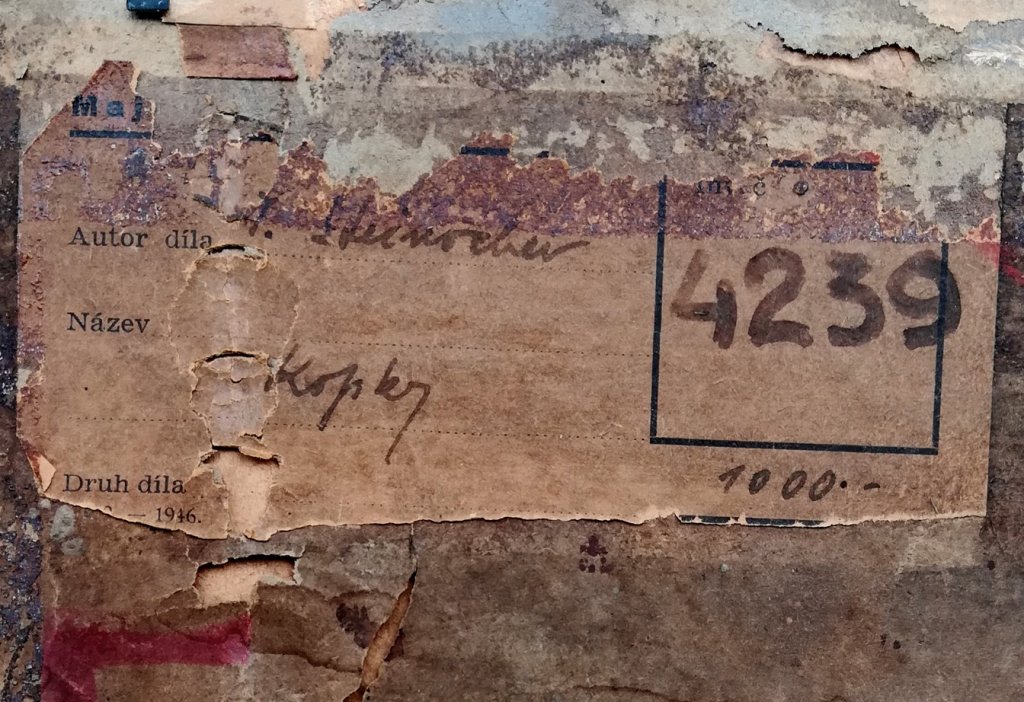 Maj
Autor díla
4239
Název
Kopky
Druh díla
1000.-
— 1946.